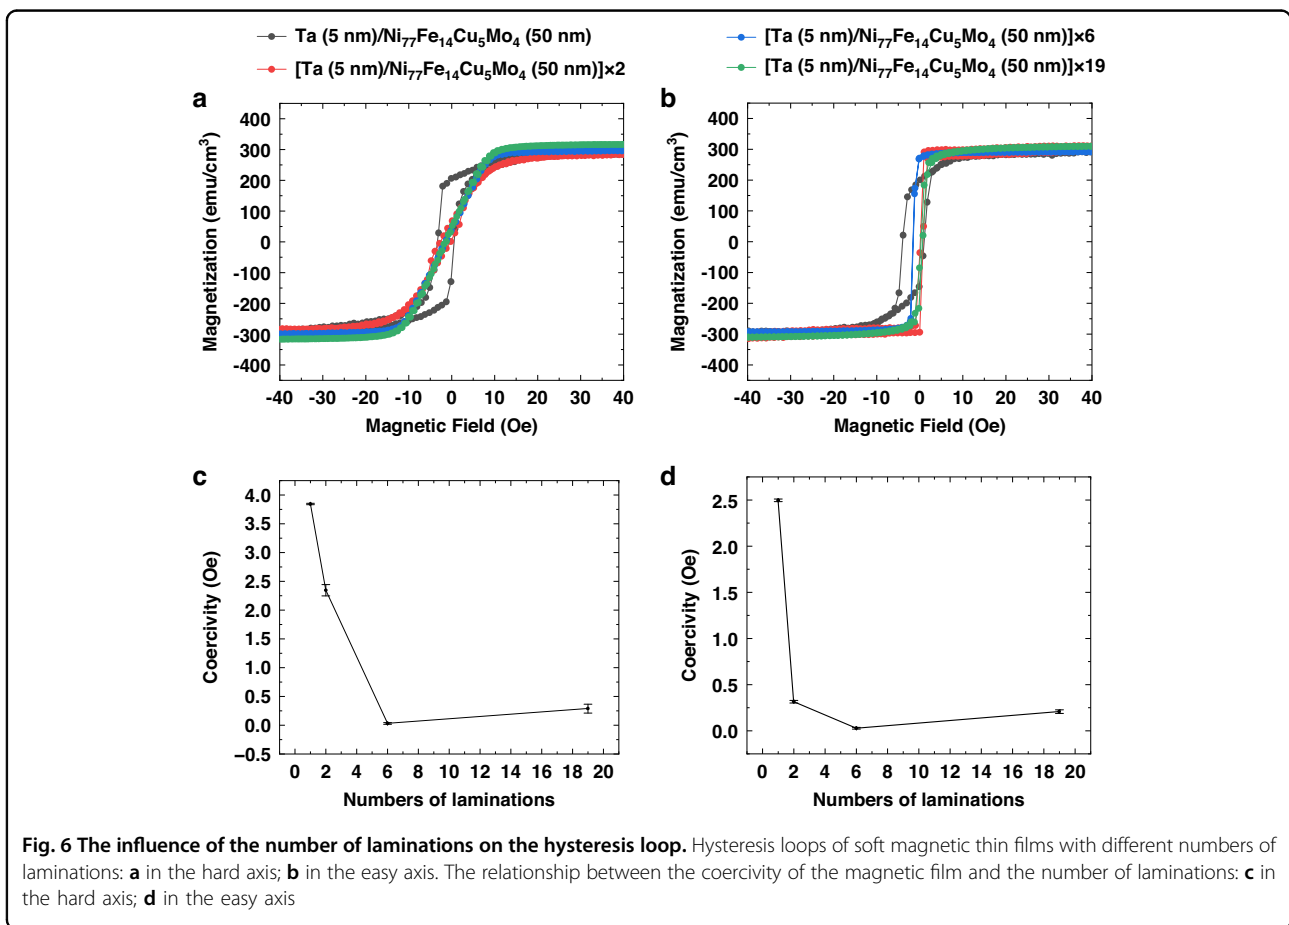 Ta (5 nm)/Ni₇₇Fe₁₄Cu₅Mo₄ (50 nm)
[Ta (5 nm)/Ni₇₇Fe₁₄Cu₅Mo₄ (50 nm)]×2
[Ta (5 nm)/Ni₇₇Fe₁₄Cu₅Mo₄ (50 nm)]×6
[Ta (5 nm)/Ni₇₇Fe₁₄Cu₅Mo₄ (50 nm)]×19
a
400
300
200
100
0
-100
-200
-300
-400
Magnetization (emu/cm³)
-40 -30 -20 -10 0 10 20 30 40
Magnetic Field (Oe)
b
400
300
200
100
0
-100
-200
-300
-400
Magnatization (emu/cm³)
-40 -30 -20 -10 0 10 20 30 40
Magnetic Field (Oe)
c
4.0
3.5
3.0
2.5
2.0
1.5
1.0
0.5
0.0
−0.5
Coercivity (Oe)
0 2 4 6 8 10 12 14 16 18 20
Numbers of laminations
d
2.5
2.0
1.5
1.0
0.5
0.0
Coercivity (Oe)
0 2 4 6 8 10 12 14 16 18 20
Numbers of laminations
Fig. 6 The influence of the number of laminations on the hysteresis loop. Hysteresis loops of soft magnetic thin films with different numbers of
laminations: a in the hard axis; b in the easy axis. The relationship between the coercivity of the magnetic film and the number of laminations: c in
the hard axis; d in the easy axis